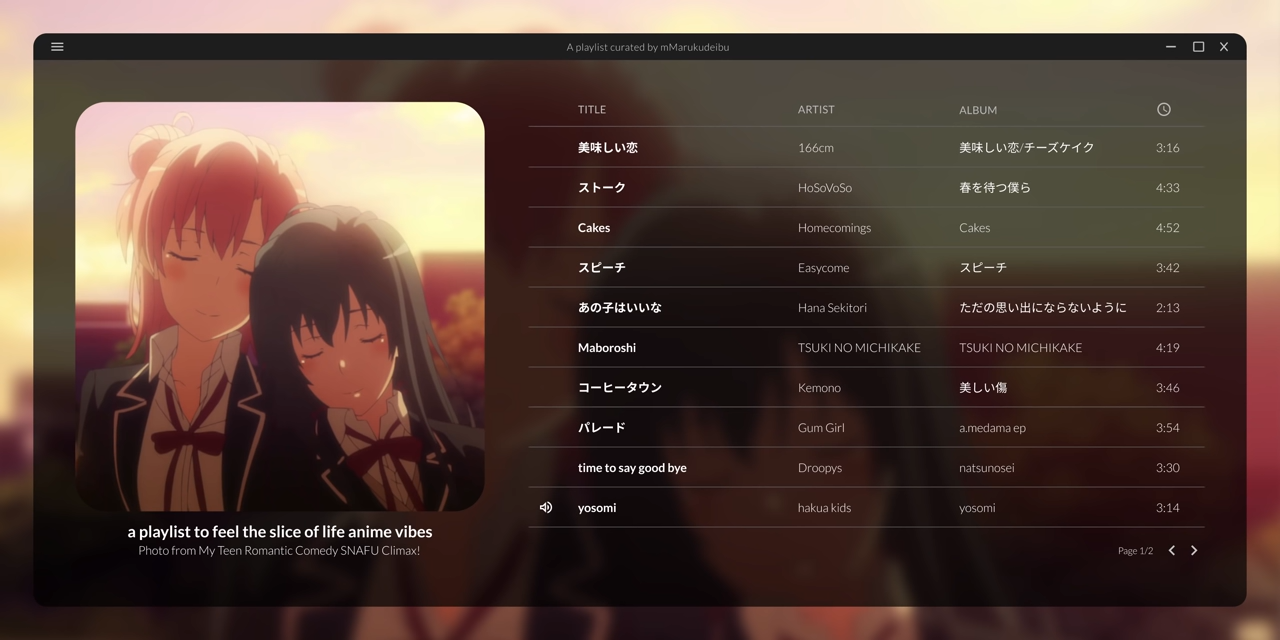 A playlist curated by mMarukudeibu
TITLE ARTIST ALBUM
美味しい恋 166cm 美味しい恋/チーズケイク 3:16
ストーク HoSoVoSo 春を待つ僕ら 4:33
Cakes Homecomings Cakes 4:52
スピーチ Easycome スピーチ 3:42
あの子はいいな Hana Sekitori ただの思い出にならないように 2:13
Maboroshi TSUKI NO MICHIKAKE TSUKI NO MICHIKAKE 4:19
コーヒータウン Kemono 美しい傷 3:46
パレード Gum Girl a.medama ep 3:54
time to say good bye Droopys natsunosei 3:30
yosomi hakua kids yosomi 3:14
a playlist to feel the slice of life anime vibes
Photo from My Teen Romantic Comedy SNAFU Climax!
Page 1/2